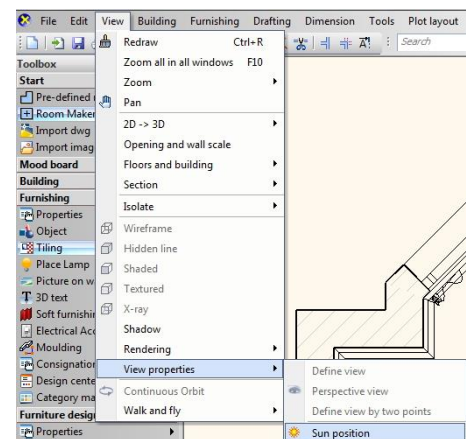 File Edit View Building Furnishing Drafting Dimension Tools Plot layout
Search
Toolbox
Start
Pre-defined
Room Maker
Import dwg
Import imag
Mood board
Building
Furnishing
Properties
Object
Tiling
Place Lamp
Picture on w
3D text
Soft furnishi
Electrical Acc
Moulding
Consignation
Design cente
Category ma
Furniture desig
Properties
Redraw Ctrl+R
Zoom all in all windows F10
Zoom
Pan
2D -> 3D
Opening and wall scale
Floors and building
Section
Isolate
Wireframe
Hidden line
Shaded
Textured
X-ray
Shadow
Rendering
View properties
Continuous Orbit
Walk and fly
Define view
Perspective view
Define view by two points
Sun position